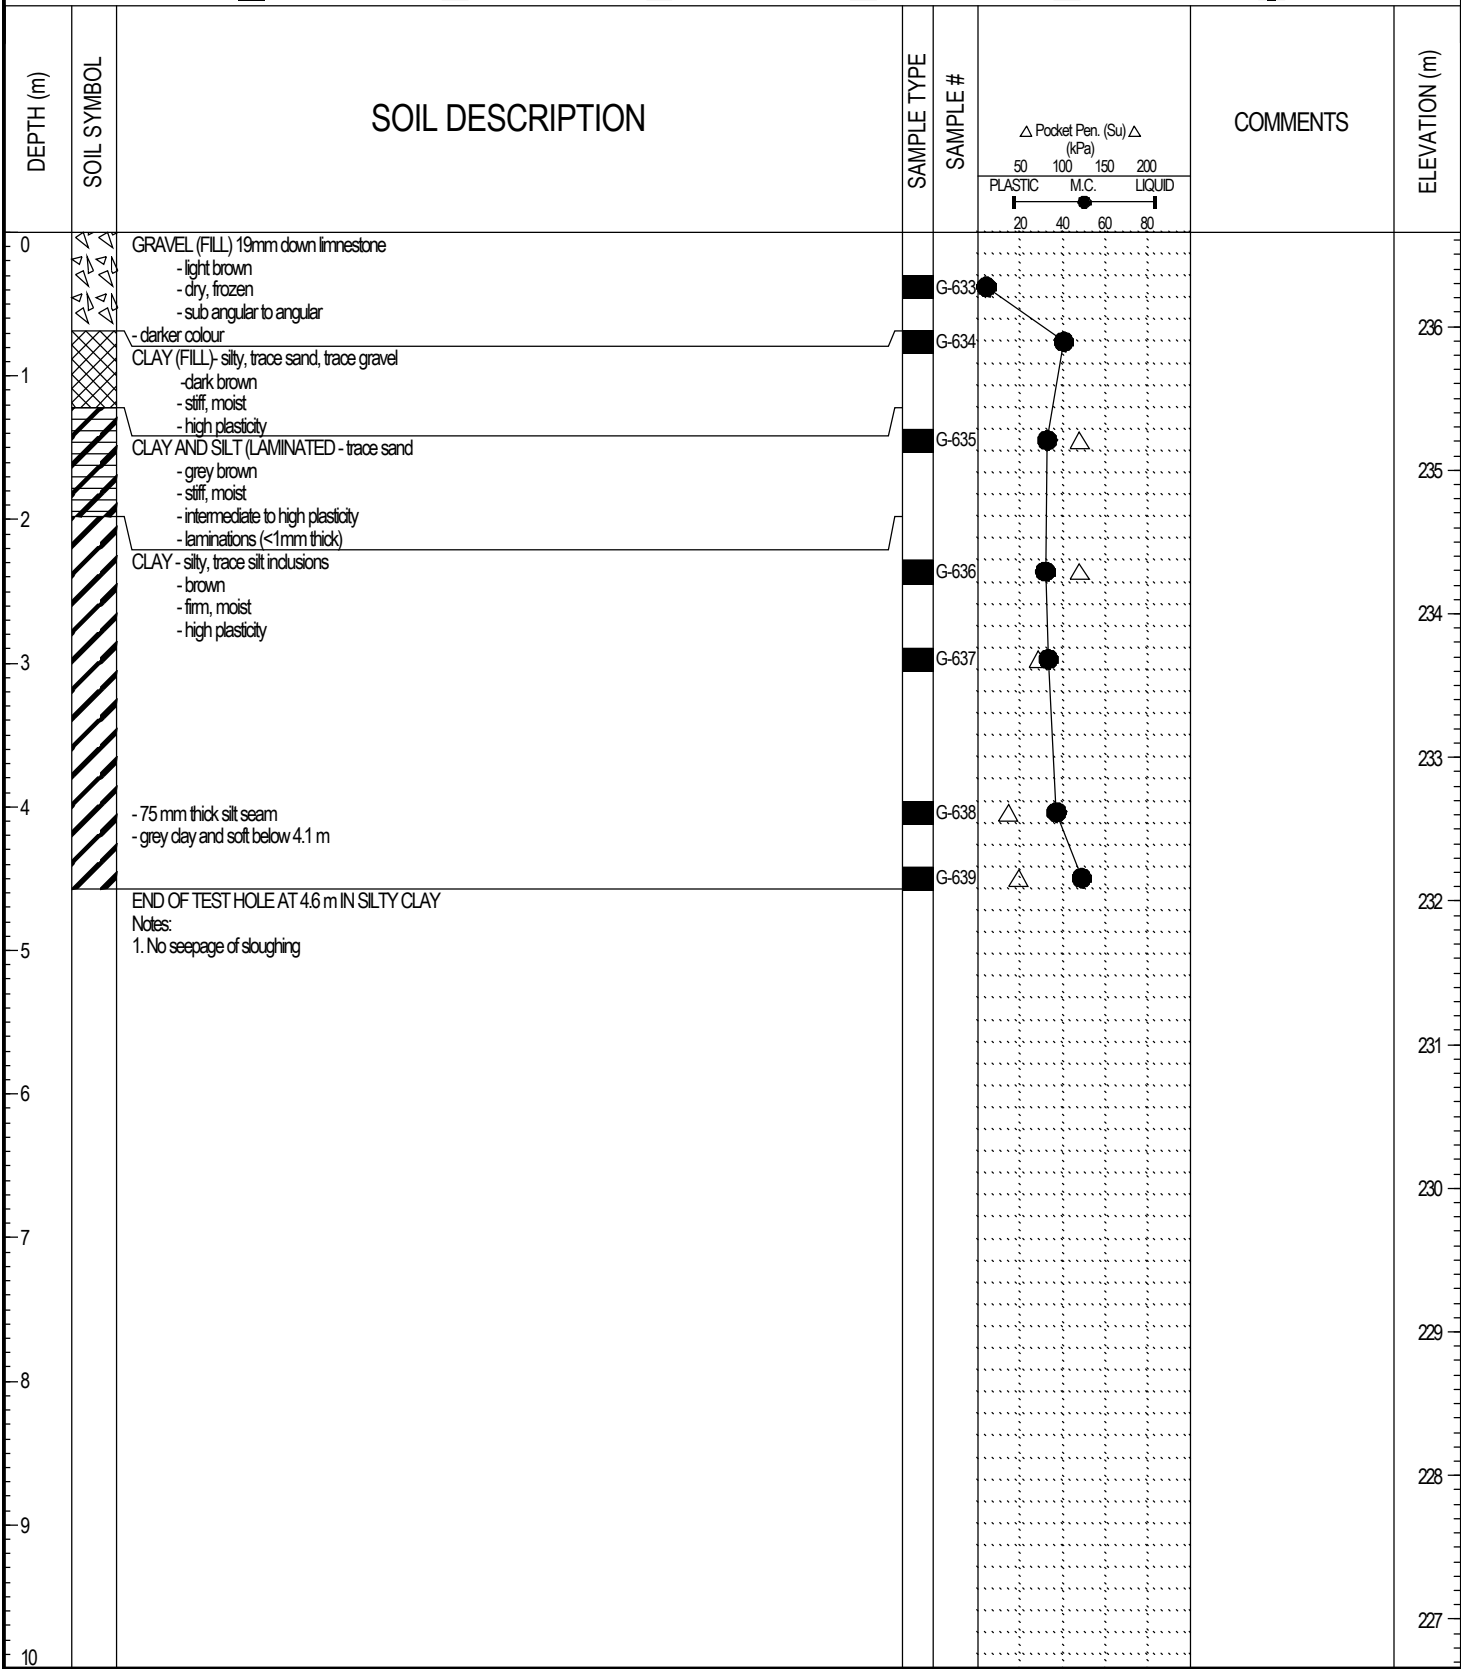 DEPTH (m)
SOIL SYMBOL
SOIL DESCRIPTION
SAMPLE TYPE
SAMPLE #
△ Pocket Pen. (Su) △
(kPa)
50 100 150 200
PLASTIC M.C. LIQUID
20 40 60 80
COMMENTS
ELEVATION (m)
0
GRAVEL (FILL) 19mm down limnestone
- light brown
- dry, frozen
- sub angular to angular
- darker colour
G-633
236
G-634
CLAY (FILL)- silty, trace sand, trace gravel
1
-dark brown
- stiff, moist
- high plasticity
G-635
CLAY AND SILT (LAMINATED - trace sand
- grey brown
235
- stiff, moist
- intermediate to high plasticity
2
- laminations (<1mm thick)
CLAY - silty, trace silt inclusions
G-636
- brown
- firm, moist
234
- high plasticity
G-637
3
233
4
- 75 mm thick silt seam
G-638
- grey clay and soft below 4.1 m
G-639
END OF TEST HOLE AT 4.6 m IN SILTY CLAY
232
Notes:
1. No seepage of sloughing
5
231
6
230
7
229
8
228
9
227
10